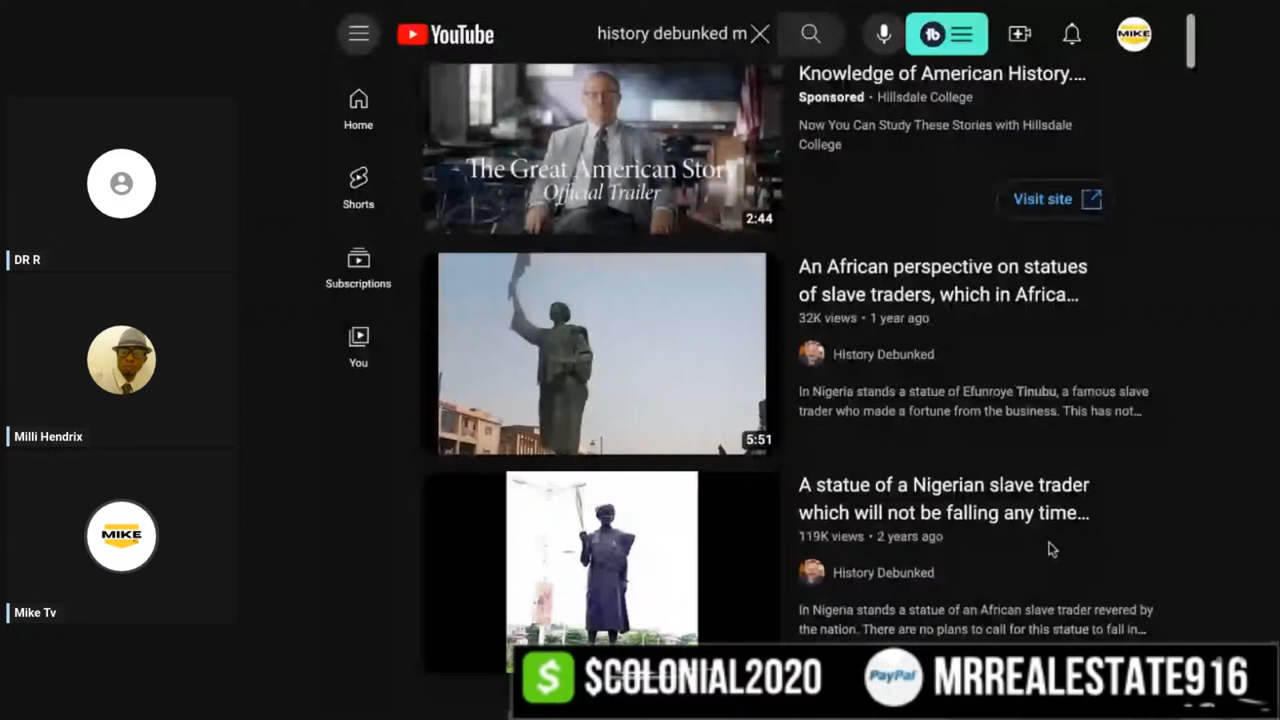 DR R
Milli Hendrix
MIKE
Mike Tv
YouTube
history debunked m
MIKE
Home
Shorts
Subscriptions
You
The Great American Story
Official Trailer
2:44
Knowledge of American History....
Sponsored • Hillsdale College
Now You Can Study These Stories with Hillsdale
College
Visit site
5:51
An African perspective on statues
of slave traders, which in Africa...
32K views • 1 year ago
History Debunked
In Nigeria stands a statue of Efunroye Tinubu, a famous slave
trader who made a fortune from the business. This has not...
A statue of a Nigerian slave trader
which will not be falling any time...
119K views • 2 years ago
History Debunked
In Nigeria stands a statue of an African slave trader revered by
the nation. There are no plans to call for this statue to fall in...
$ $COLONIAL2020
PayPal MRREALESTATE916